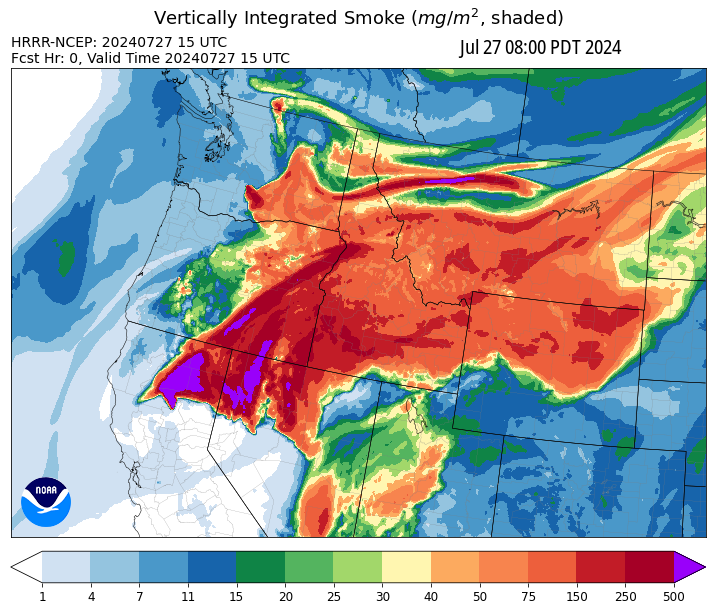 Vertically Integrated Smoke (mg/m², shaded)
HRRR-NCEP: 20240727 15 UTC
Jul 27 08:00 PDT 2024
Fcst Hr: 0, Valid Time 20240727 15 UTC
NOAA
1 4 7 11 15 20 25 30 40 50 75 150 250 500